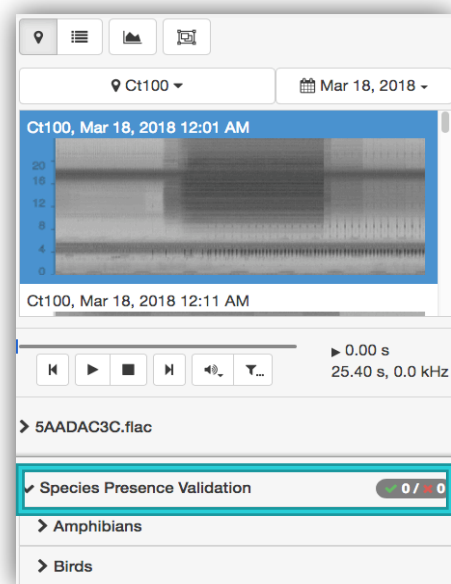 Ct100 Mar 18, 2018
Ct100, Mar 18, 2018 12:01 AM
20
16
12
8
4
0
Ct100, Mar 18, 2018 12:11 AM
0.00 s
25.40 s, 0.0 kHz
5AADAC3C.flac
Species Presence Validation 0 / 0
Amphibians
Birds